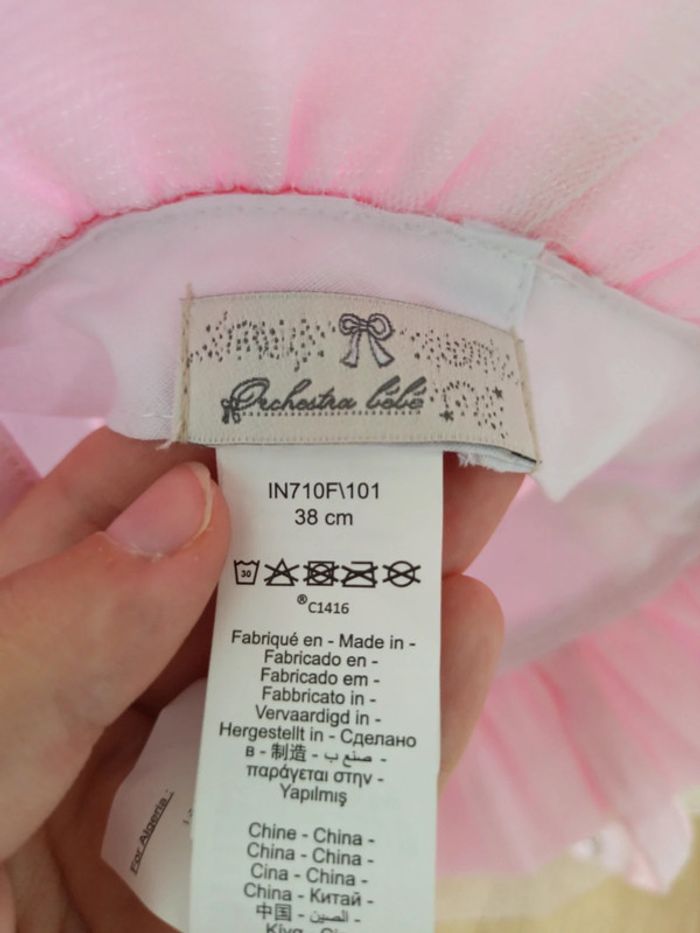 Orchestra bébé
IN710F\101
38 cm
30
®C1416
Fabriqué en - Made in -
Fabricado en -
Fabricado em -
Fabbricato in -
Vervaardigd in -
Hergestellt in - Сделано
в - 制造 - صنع ب -
παράγεται στην -
Yapılmış
Chine - China -
China - China -
Cina - China -
China - Китай -
中国 - الصين -
For Algeria :